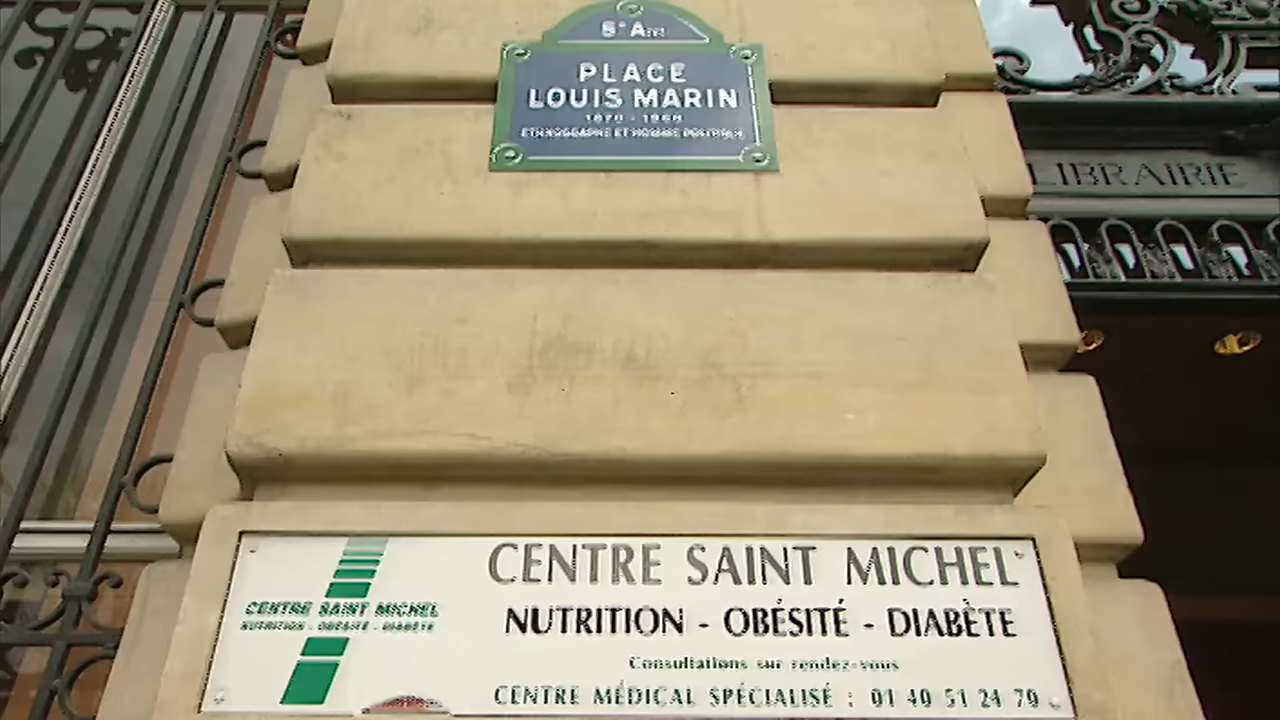 5e Arrt
PLACE
LOUIS MARIN
1870 - 1960
ETHNOGRAPHE ET HOMME POLITIQUE
LIBRAIRIE
CENTRE SAINT MICHEL
NUTRITION - OBÉSITÉ - DIABÈTE
CENTRE SAINT MICHEL
NUTRITION - OBÉSITÉ - DIABÈTE
Consultations sur rendez-vous
CENTRE MÉDICAL SPÉCIALISÉ : 01 40 51 24 79